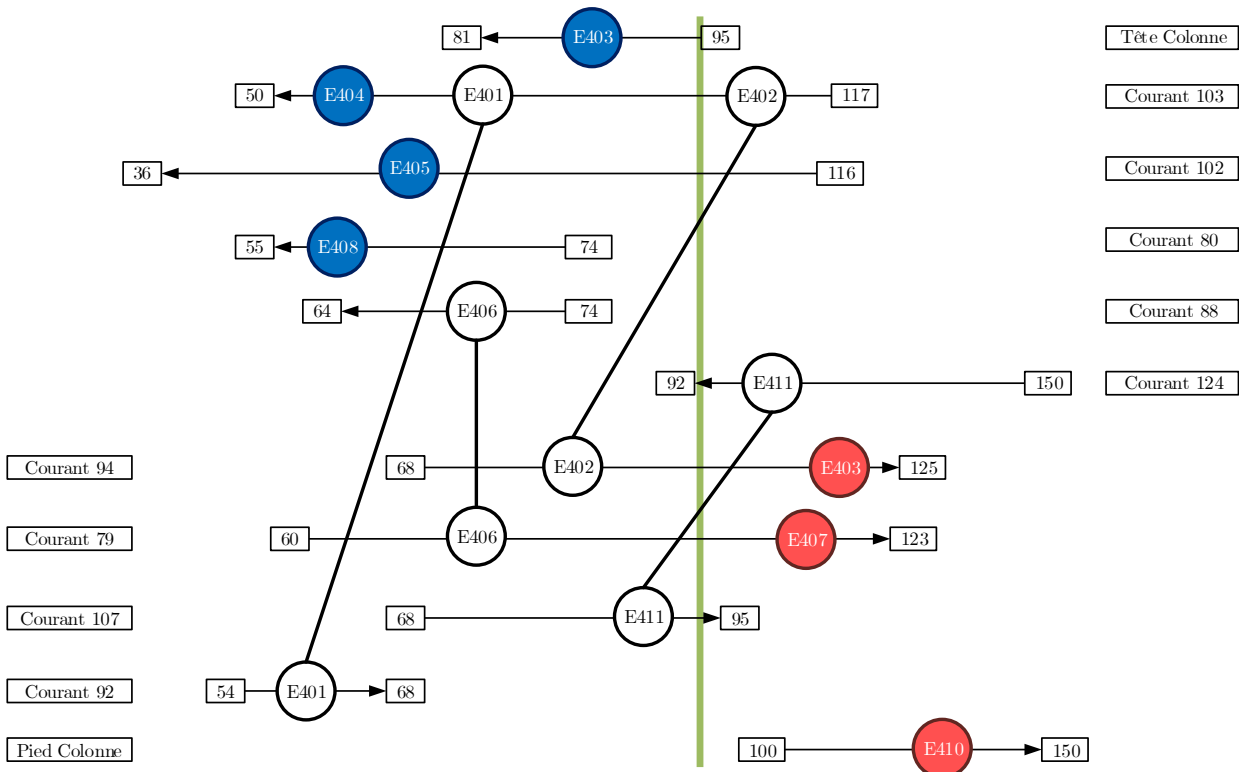 81 E403 95 Tête Colonne
50 E404 E401 E402 117 Courant 103
36 E405 116 Courant 102
55 E408 74 Courant 80
64 E406 74 Courant 88
92 E411 150 Courant 124
Courant 94 68 E402 E403 125
Courant 79 60 E406 E407 123
Courant 107 68 E411 95
Courant 92 54 E401 68
Pied Colonne 100 E410 150